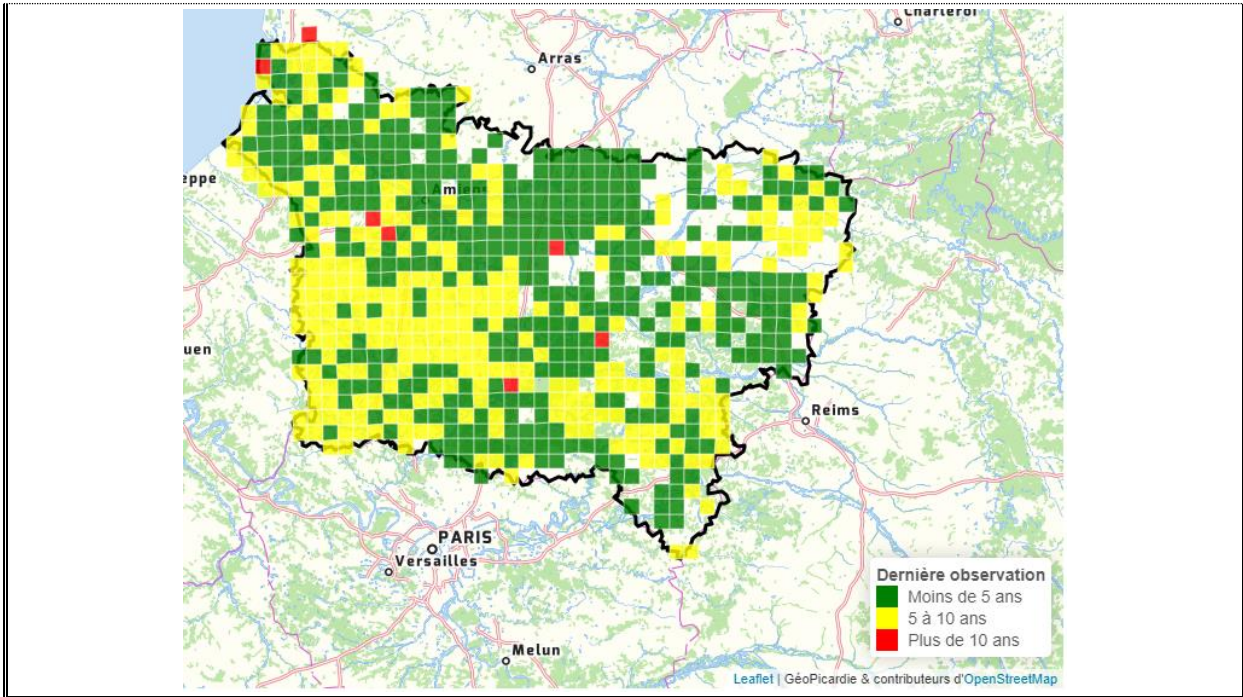 Charleroi
Arras
eppe
Amiens
uen
Reims
PARIS
Versailles
Melun
Dernière observation
Moins de 5 ans
5 à 10 ans
Plus de 10 ans
Leaflet | GéoPicardie & contributeurs d'OpenStreetMap